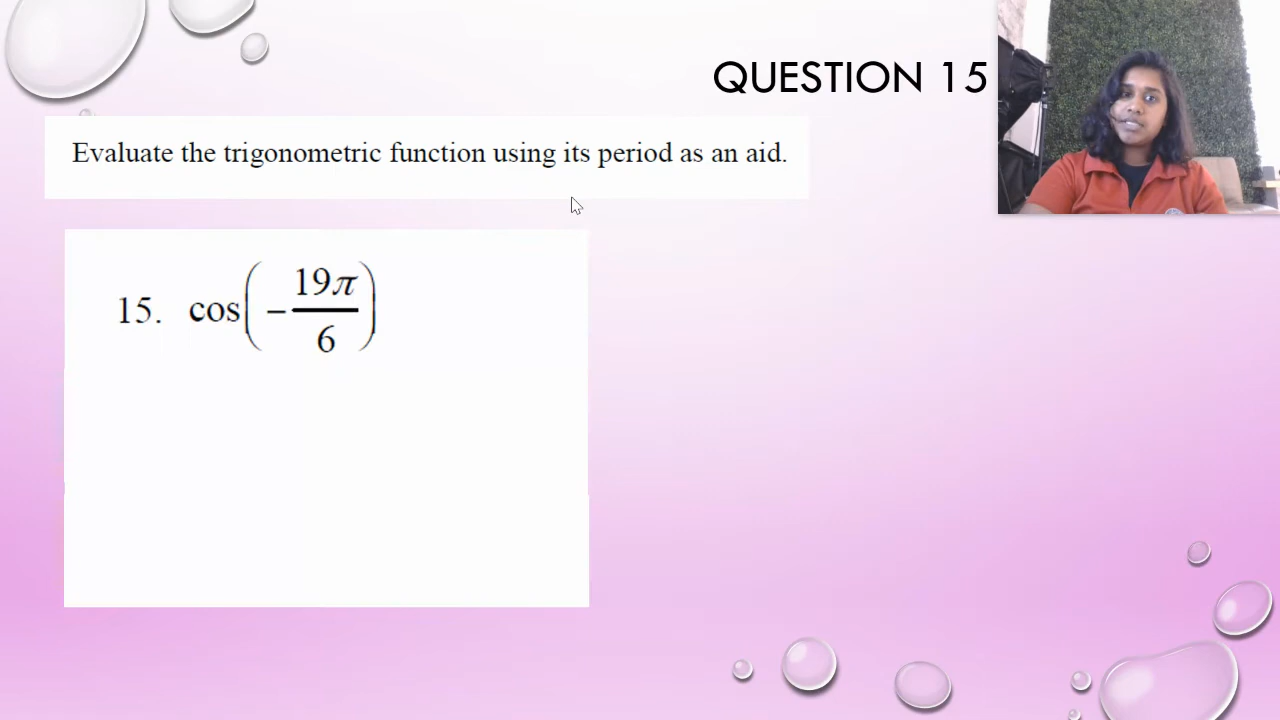 QUESTION 15
Evaluate the trigonometric function using its period as an aid.
15. cos(−19π/6)